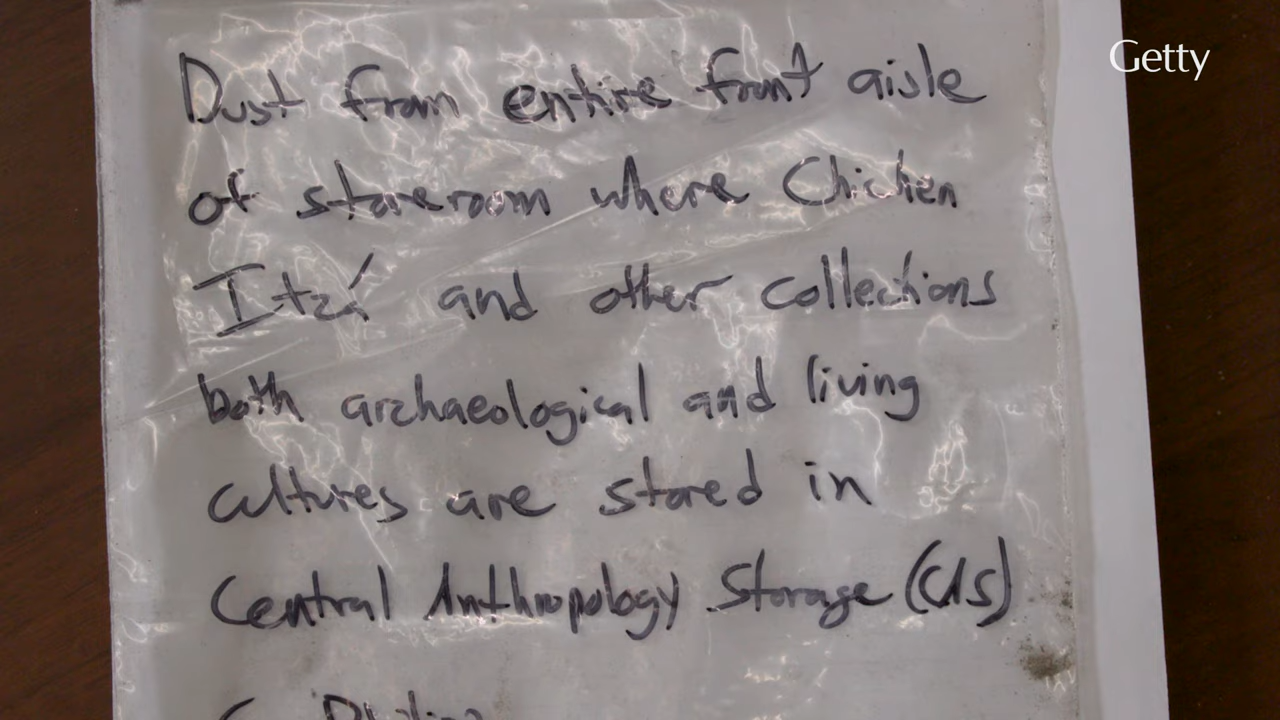 Getty
Dust from entire front aisle
of storeroom where Chichen
Itzá and other collections
both archaeological and living
cultures are stored in
Central Anthropology Storage (CAS)